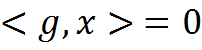 < g, x > = 0